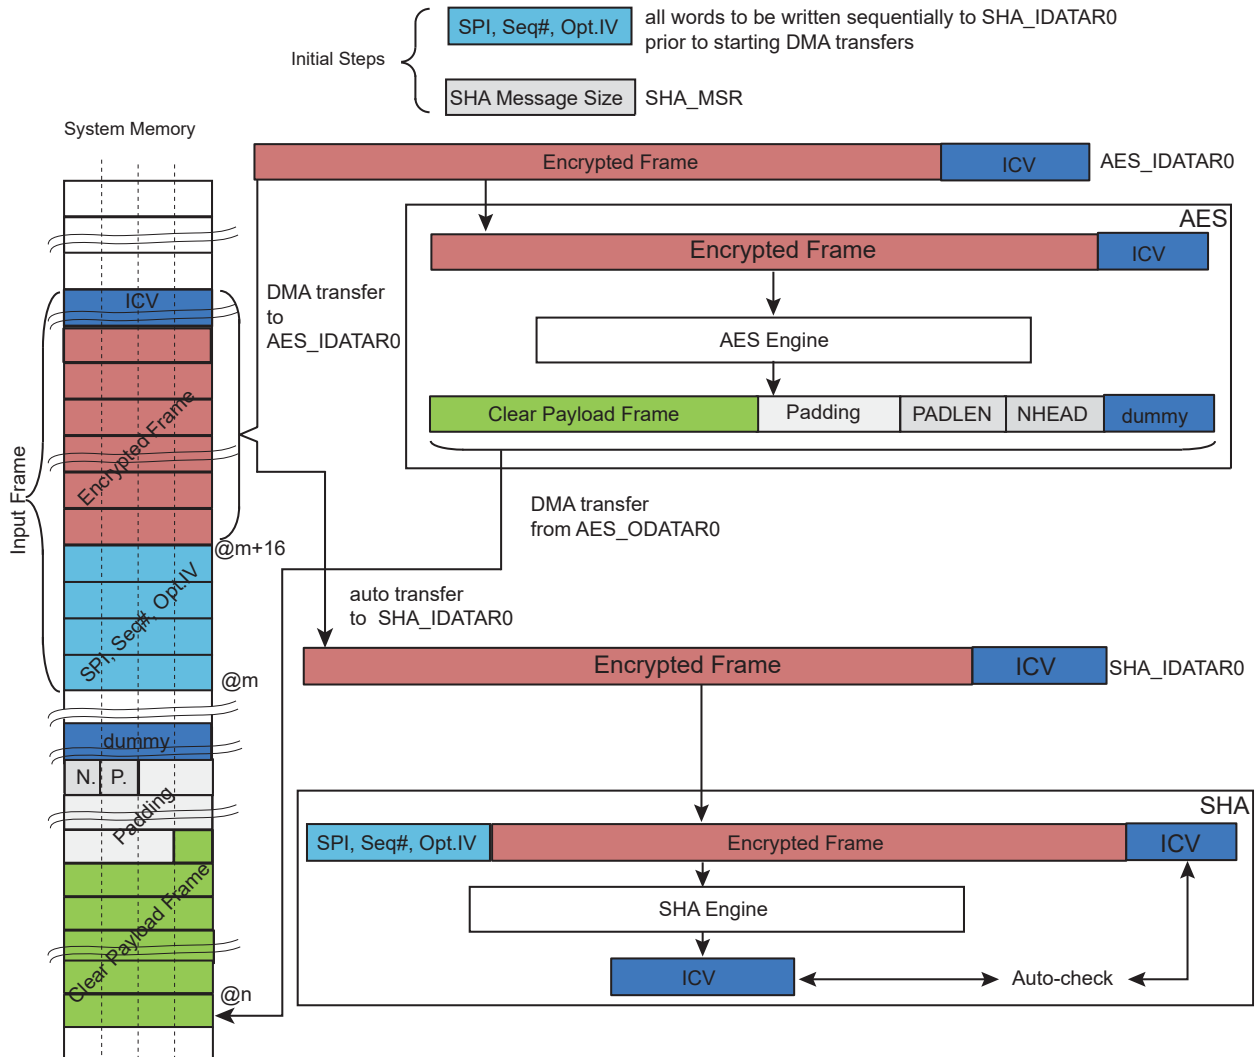 SPI, Seq#, Opt.IV
all words to be written sequentially to SHA_IDATAR0
prior to starting DMA transfers
Initial Steps
SHA Message Size
SHA_MSR
System Memory
Encrypted Frame
ICV
AES_IDATAR0
AES
Encrypted Frame
ICV
DMA transfer
to
AES_IDATAR0
ICV
AES Engine
Clear Payload Frame
Padding
PADLEN
NHEAD
dummy
Encrypted Frame
Input Frame
DMA transfer
from AES_ODATAR0
@m+16
auto transfer
to SHA_IDATAR0
SPI, Seq#, Opt.IV
Encrypted Frame
ICV
SHA_IDATAR0
@m
dummy
N.
P.
Padding
SHA
SPI, Seq#, Opt.IV
Encrypted Frame
ICV
SHA Engine
Clear Payload Frame
ICV
Auto-check
@n